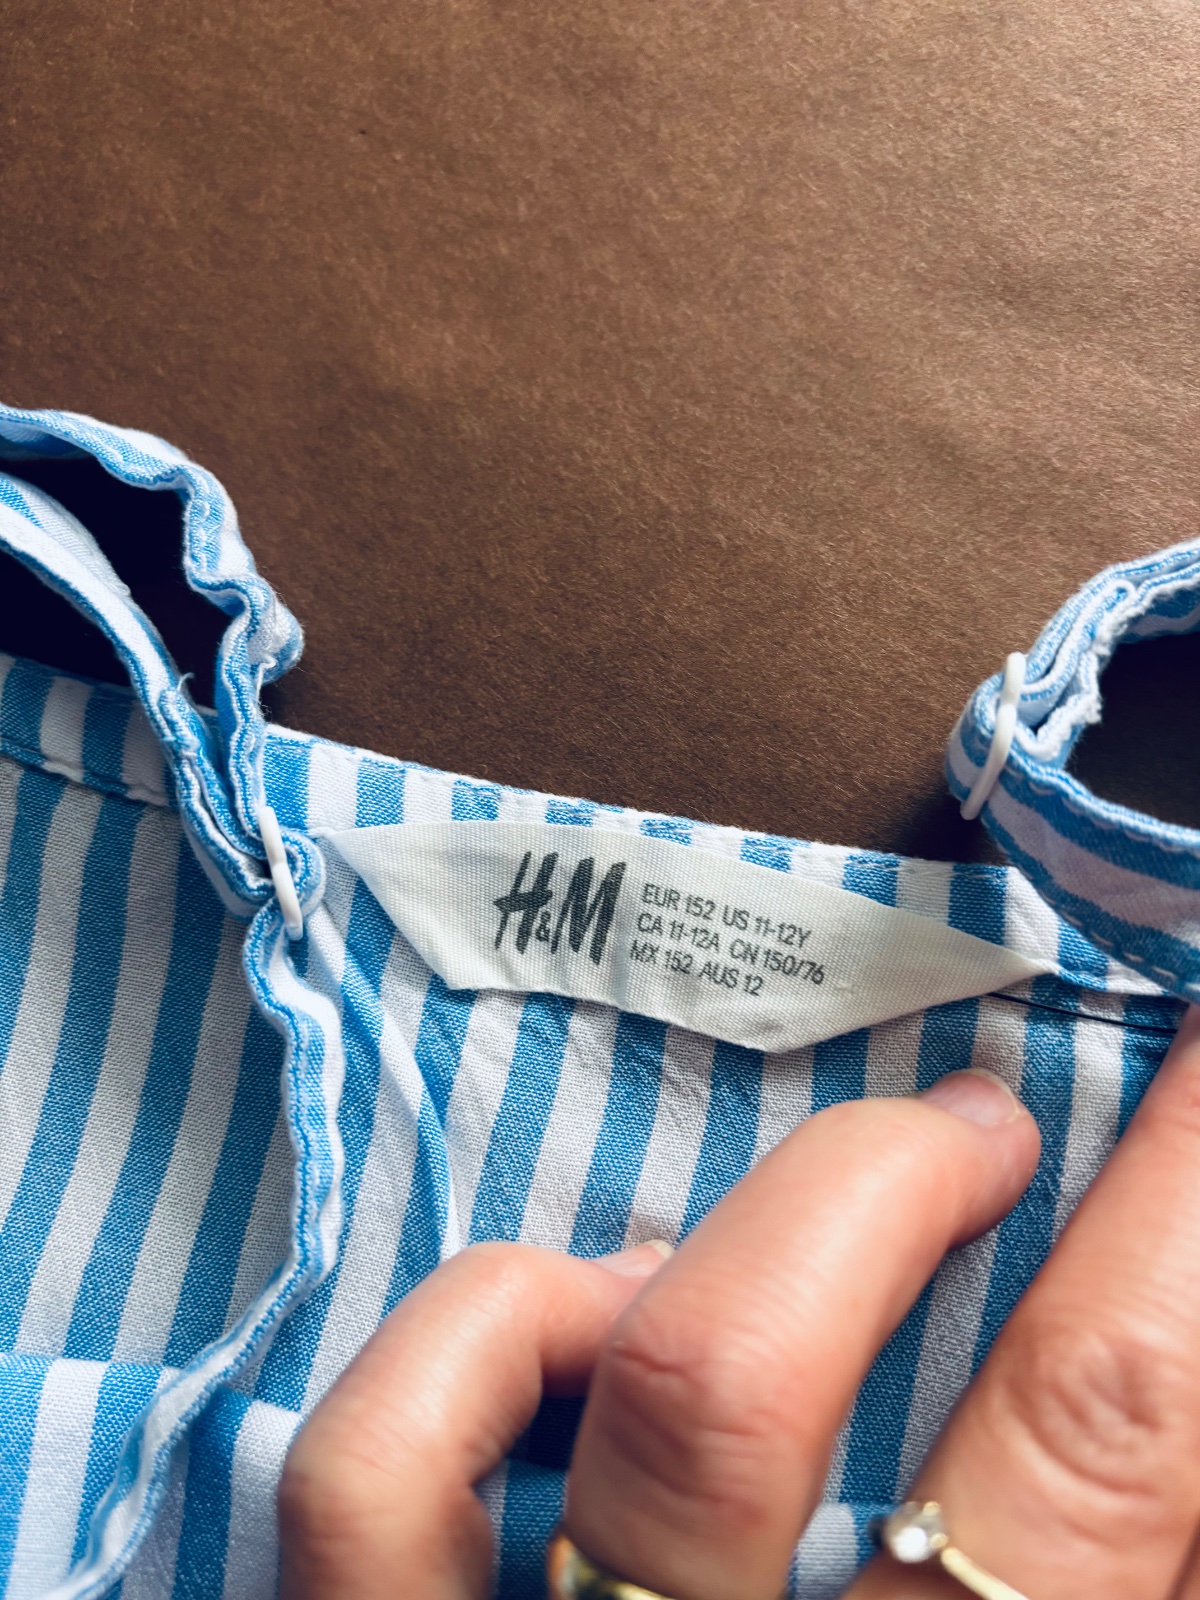 H&M
EUR 152 US 11-12Y
CA 11-12A CN 150/76
MX 152 AUS 12